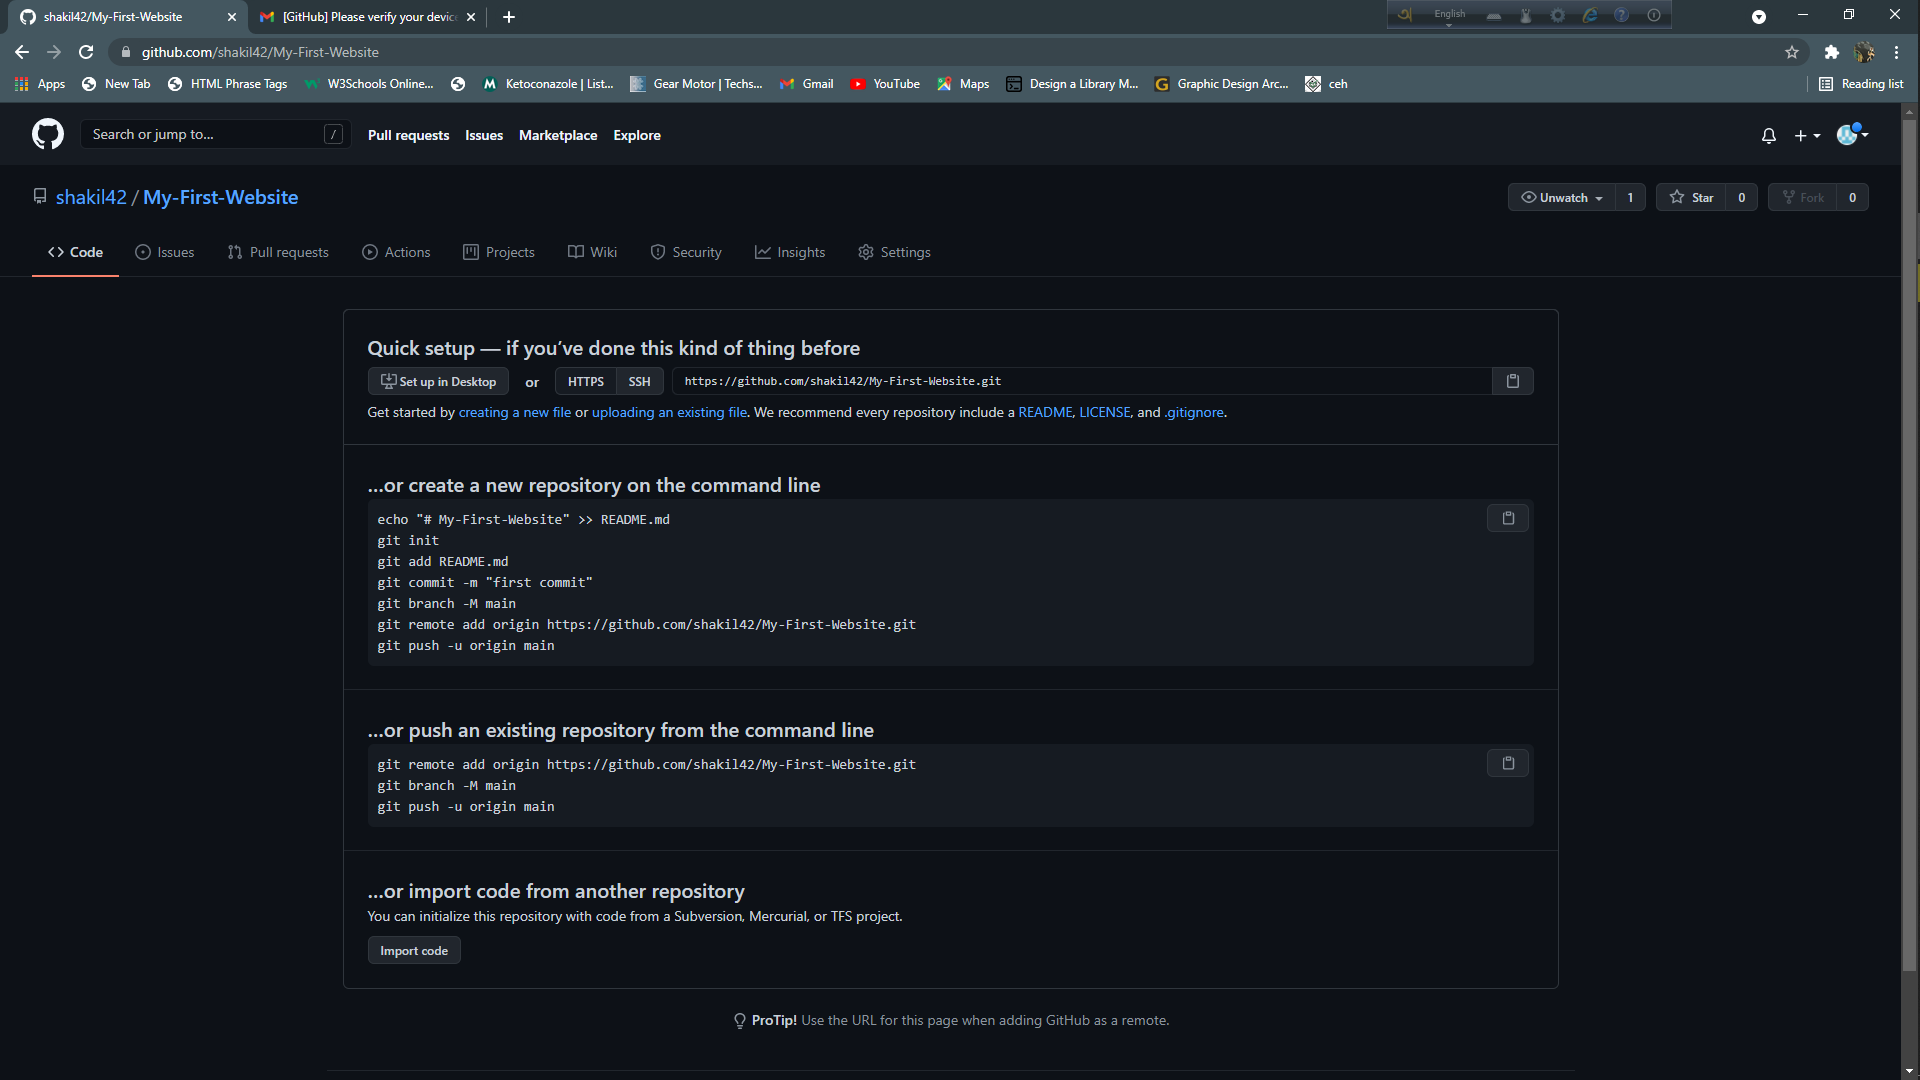 shakil42/My-First-Website
[GitHub] Please verify your device
English
github.com/shakil42/My-First-Website
Apps
New Tab
HTML Phrase Tags
W3Schools Online...
Ketoconazole | List...
Gear Motor | Techs...
Gmail
YouTube
Maps
Design a Library M...
Graphic Design Arc...
ceh
Reading list
Search or jump to...
/
Pull requests
Issues
Marketplace
Explore
shakil42 / My-First-Website
Unwatch 1
Star 0
Fork 0
Code
Issues
Pull requests
Actions
Projects
Wiki
Security
Insights
Settings
Quick setup — if you’ve done this kind of thing before
Set up in Desktop or HTTPS SSH https://github.com/shakil42/My-First-Website.git
Get started by creating a new file or uploading an existing file. We recommend every repository include a README, LICENSE, and .gitignore.
…or create a new repository on the command line
echo "# My-First-Website" >> README.md
git init
git add README.md
git commit -m "first commit"
git branch -M main
git remote add origin https://github.com/shakil42/My-First-Website.git
git push -u origin main
…or push an existing repository from the command line
git remote add origin https://github.com/shakil42/My-First-Website.git
git branch -M main
git push -u origin main
…or import code from another repository
You can initialize this repository with code from a Subversion, Mercurial, or TFS project.
Import code
ProTip! Use the URL for this page when adding GitHub as a remote.